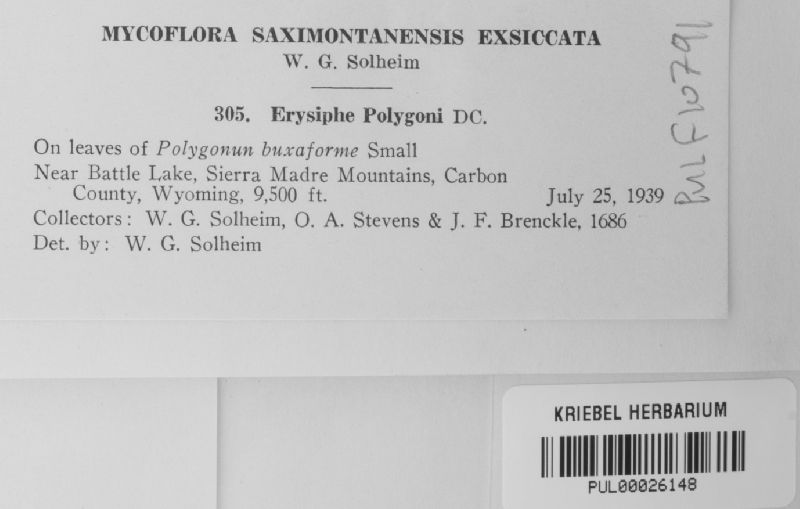 MYCOFLORA SAXIMONTANENSIS EXSICCATA
W. G. Solheim
305. Erysiphe Polygoni DC.
On leaves of Polygonun buxaforme Small
Near Battle Lake, Sierra Madre Mountains, Carbon
County, Wyoming, 9,500 ft. July 25, 1939
Collectors: W. G. Solheim, O. A. Stevens & J. F. Brenckle, 1686
Det. by: W. G. Solheim
PUL F10791
KRIEBEL HERBARIUM
PUL00026148